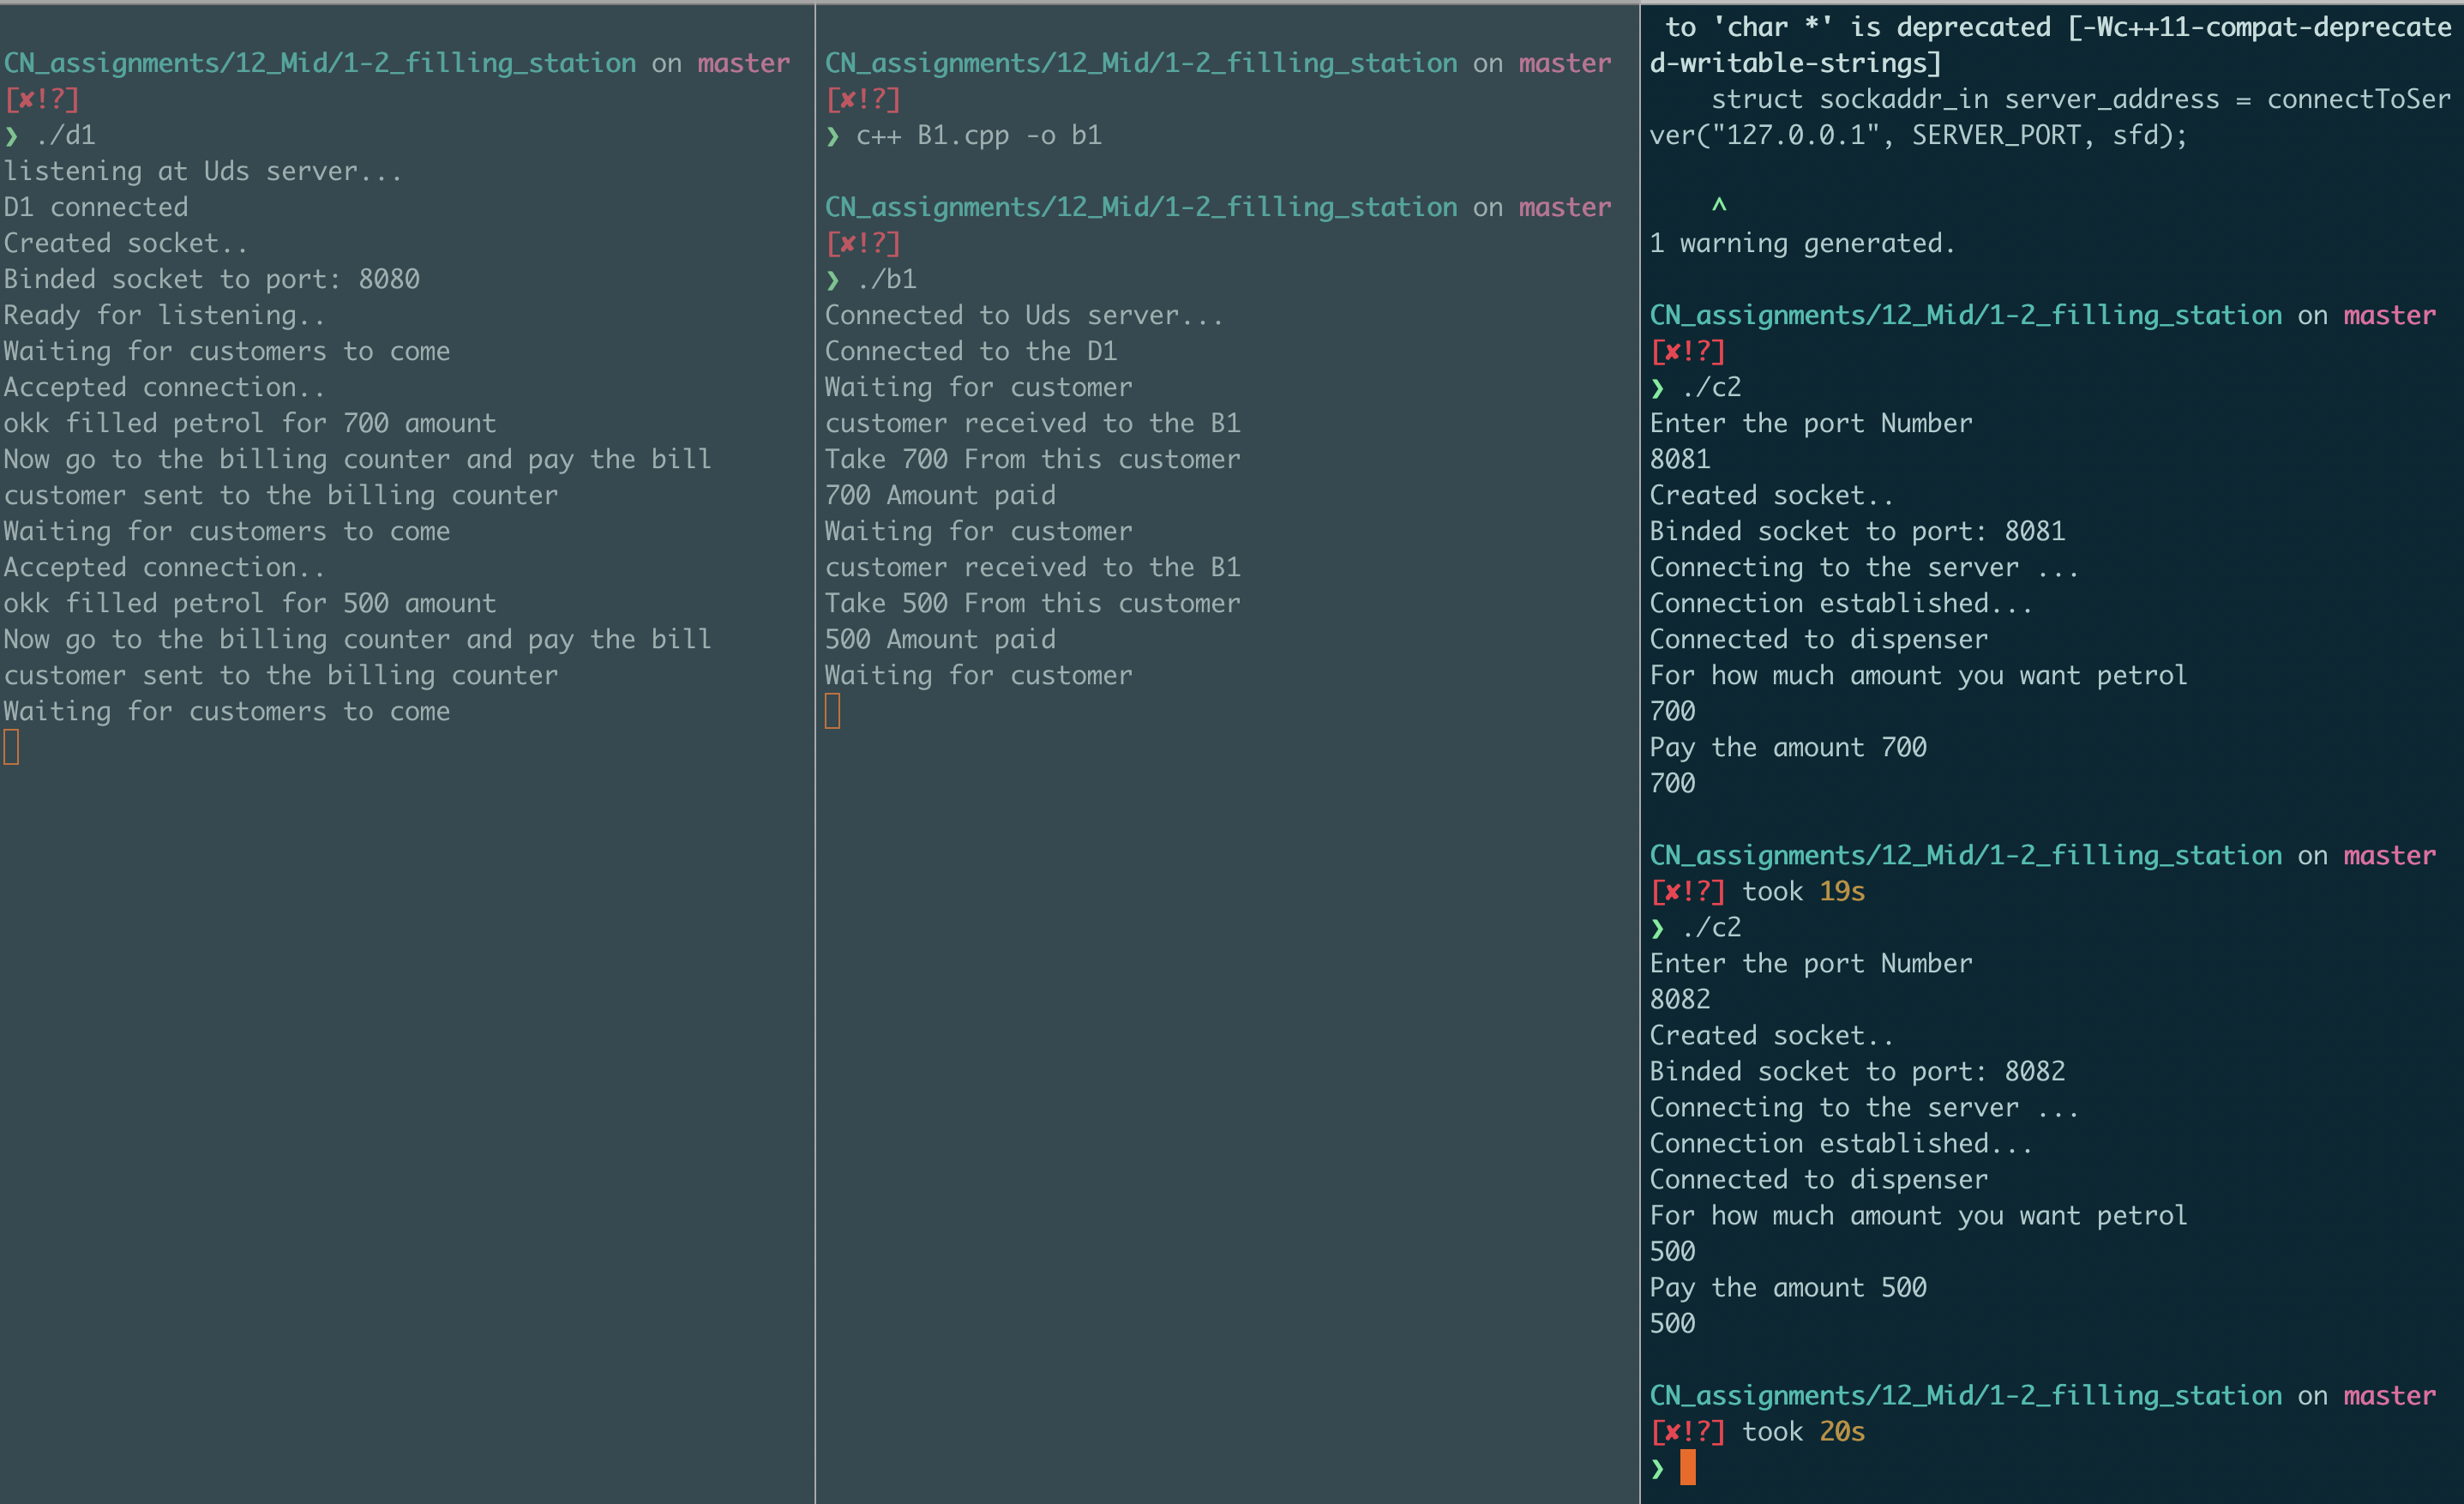 CN_assignments/12_Mid/1-2_filling_station on master
[✘!?]
❯ ./d1
listening at Uds server...
D1 connected
Created socket..
Binded socket to port: 8080
Ready for listening..
Waiting for customers to come
Accepted connection..
okk filled petrol for 700 amount
Now go to the billing counter and pay the bill
customer sent to the billing counter
Waiting for customers to come
Accepted connection..
okk filled petrol for 500 amount
Now go to the billing counter and pay the bill
customer sent to the billing counter
Waiting for customers to come
CN_assignments/12_Mid/1-2_filling_station on master
[✘!?]
❯ c++ B1.cpp -o b1
CN_assignments/12_Mid/1-2_filling_station on master
[✘!?]
❯ ./b1
Connected to Uds server...
Connected to the D1
Waiting for customer
customer received to the B1
Take 700 From this customer
700 Amount paid
Waiting for customer
customer received to the B1
Take 500 From this customer
500 Amount paid
Waiting for customer
to 'char *' is deprecated [-Wc++11-compat-deprecate
d-writable-strings]
struct sockaddr_in server_address = connectToSer
ver("127.0.0.1", SERVER_PORT, sfd);
^
1 warning generated.
CN_assignments/12_Mid/1-2_filling_station on master
[✘!?]
❯ ./c2
Enter the port Number
8081
Created socket..
Binded socket to port: 8081
Connecting to the server ...
Connection established...
Connected to dispenser
For how much amount you want petrol
700
Pay the amount 700
700
CN_assignments/12_Mid/1-2_filling_station on master
[✘!?] took 19s
❯ ./c2
Enter the port Number
8082
Created socket..
Binded socket to port: 8082
Connecting to the server ...
Connection established...
Connected to dispenser
For how much amount you want petrol
500
Pay the amount 500
500
CN_assignments/12_Mid/1-2_filling_station on master
[✘!?] took 20s
❯